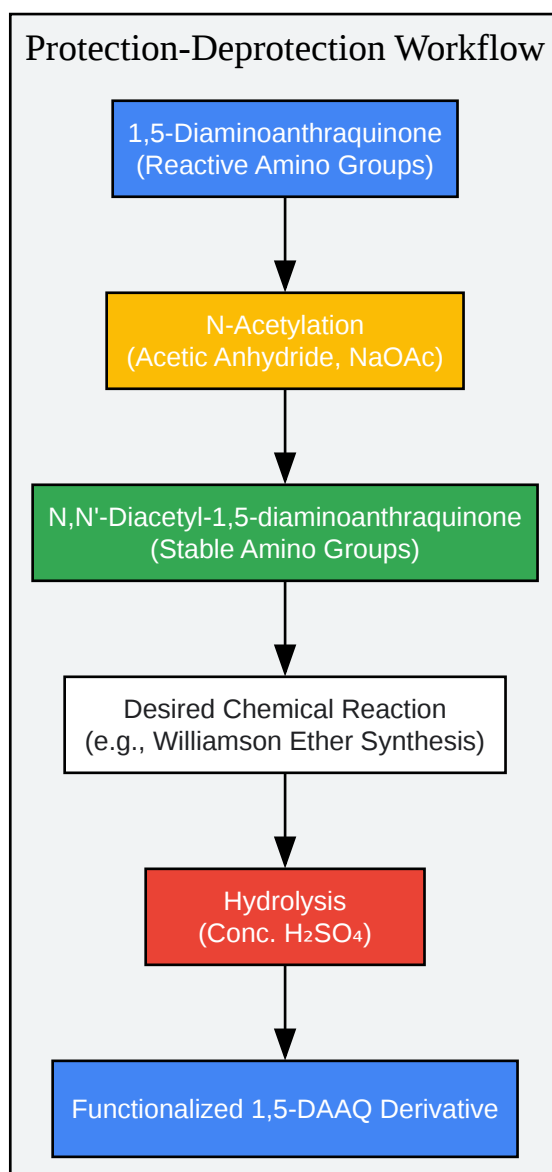 Protection-Deprotection Workflow
1,5-Diaminoanthraquinone
(Reactive Amino Groups)
N-Acetylation
(Acetic Anhydride, NaOAc)
N,N'-Diacetyl-1,5-diaminoanthraquinone
(Stable Amino Groups)
Desired Chemical Reaction
(e.g., Williamson Ether Synthesis)
Hydrolysis
(Conc. H₂SO₄)
Functionalized 1,5-DAAQ Derivative